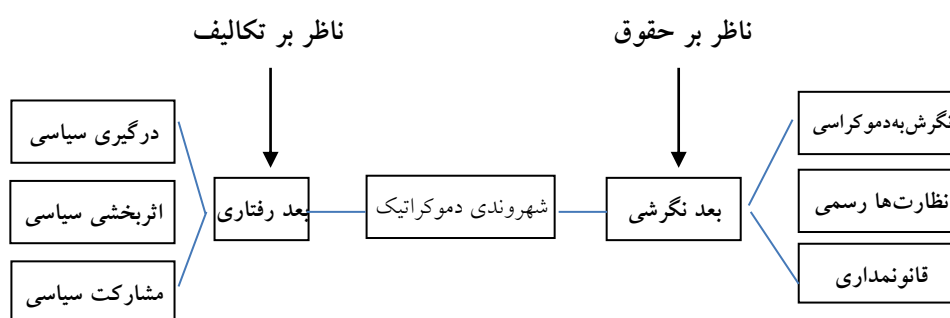 ناظر بر حقوق
ناظر بر تکالیف
نگرش‌به‌دموکراسی
نظارت‌ها رسمی
قانونمداری
بعد نگرشی
شهروندی دموکراتیک
بعد رفتاری
درگیری سیاسی
اثربخشی سیاسی
مشارکت سیاسی